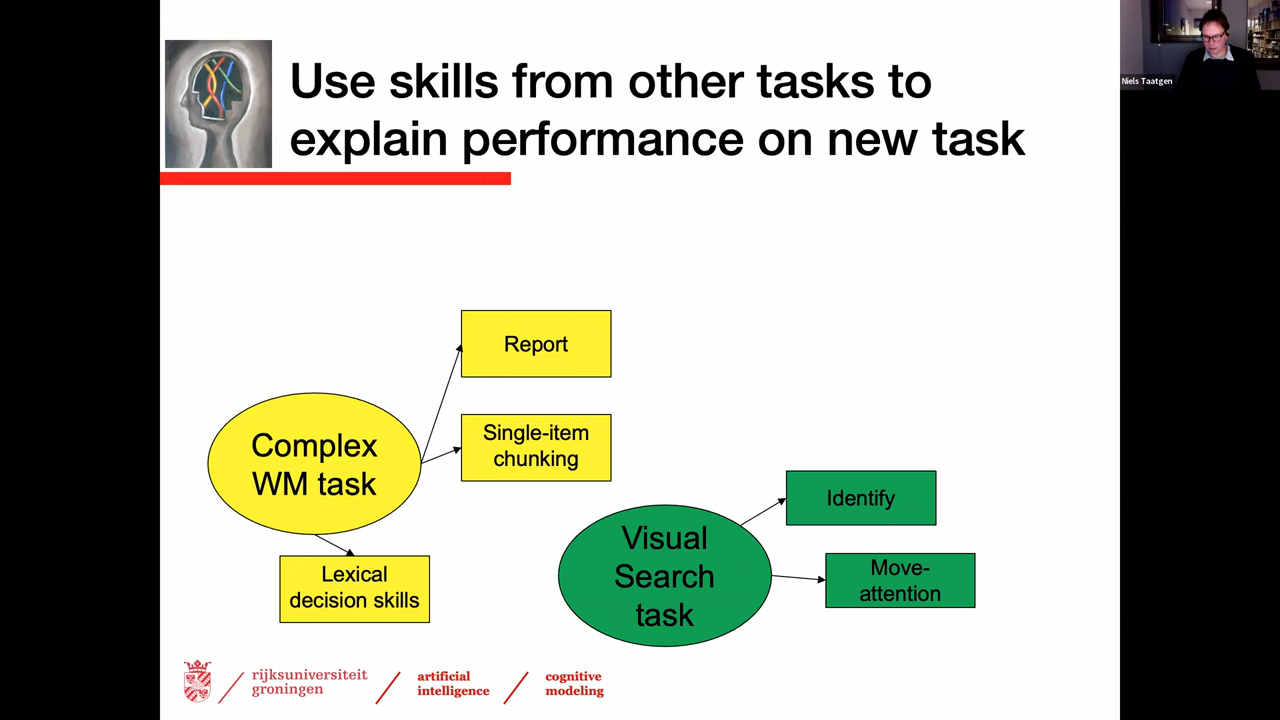 Use skills from other tasks to
explain performance on new task
Niels Taatgen
Report
Single-item
chunking
Complex
WM task
Lexical
decision skills
Identify
Visual
Search
task
Move-
attention
rijksuniversiteit
groningen
artificial
intelligence
cognitive
modeling